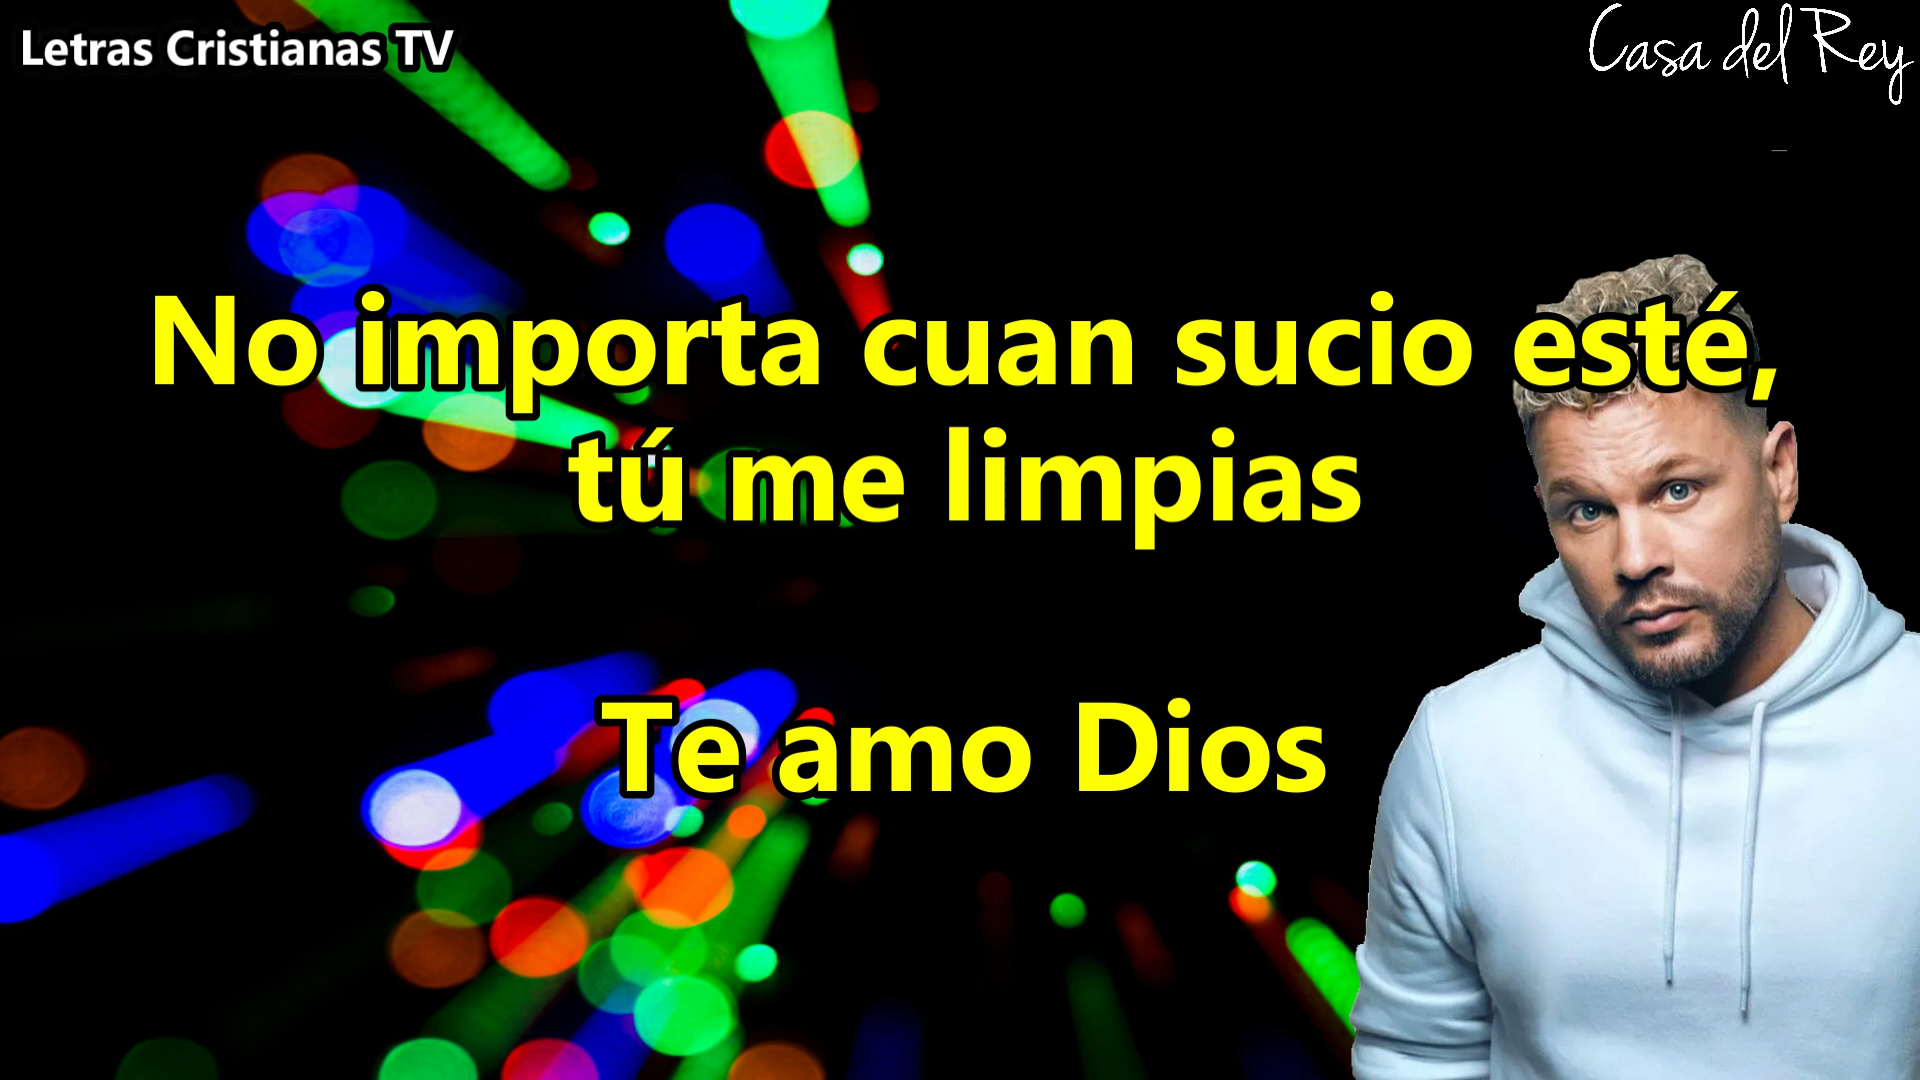 Letras Cristianas TV
Casa del Rey
No importa cuan sucio esté,
tú me limpias
Te amo Dios